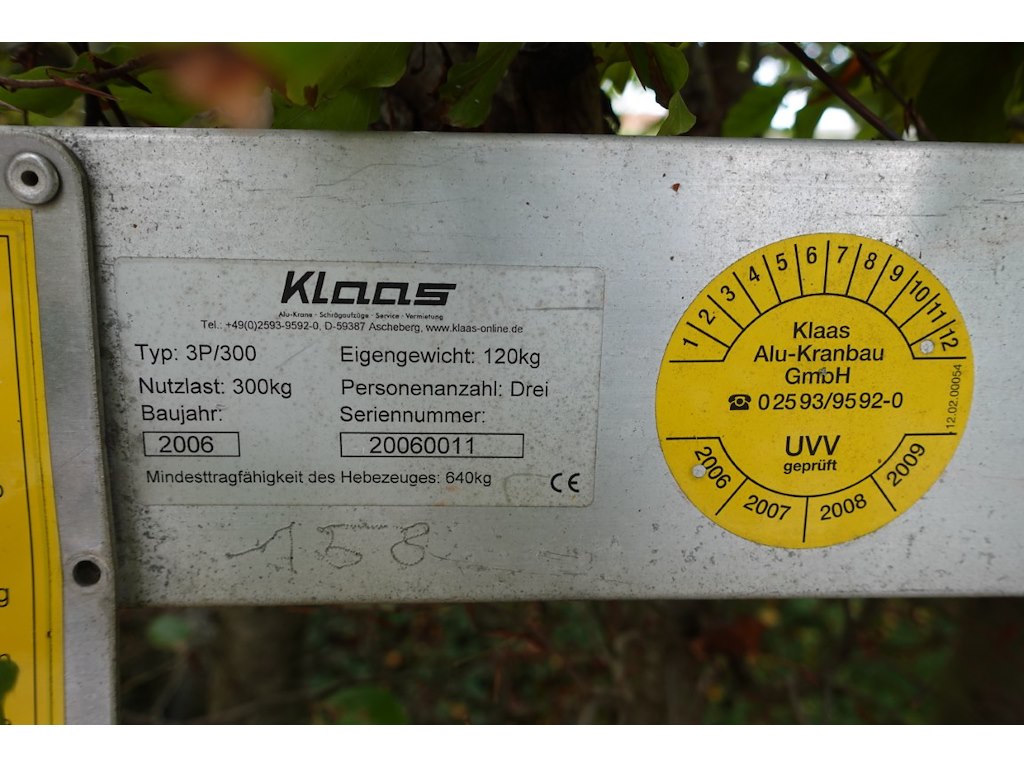 Klaas
Alu-Krane - Schrägaufzüge - Service - Vermietung
Tel.: +49(0)2593-9592-0, D-59387 Ascheberg, www.klaas-online.de
Typ: 3P/300 Eigengewicht: 120kg
Nutzlast: 300kg Personenanzahl: Drei
Baujahr: Seriennummer:
2006 20060011
Mindesttragfähigkeit des Hebezeuges: 640kg CE
158
1 2 3 4 5 6 7 8 9 10 11 12
Klaas
Alu-Kranbau
GmbH
☎ 02593/9592-0
UVV
geprüft
2006 2007 2008 2009
12.02.00054
g